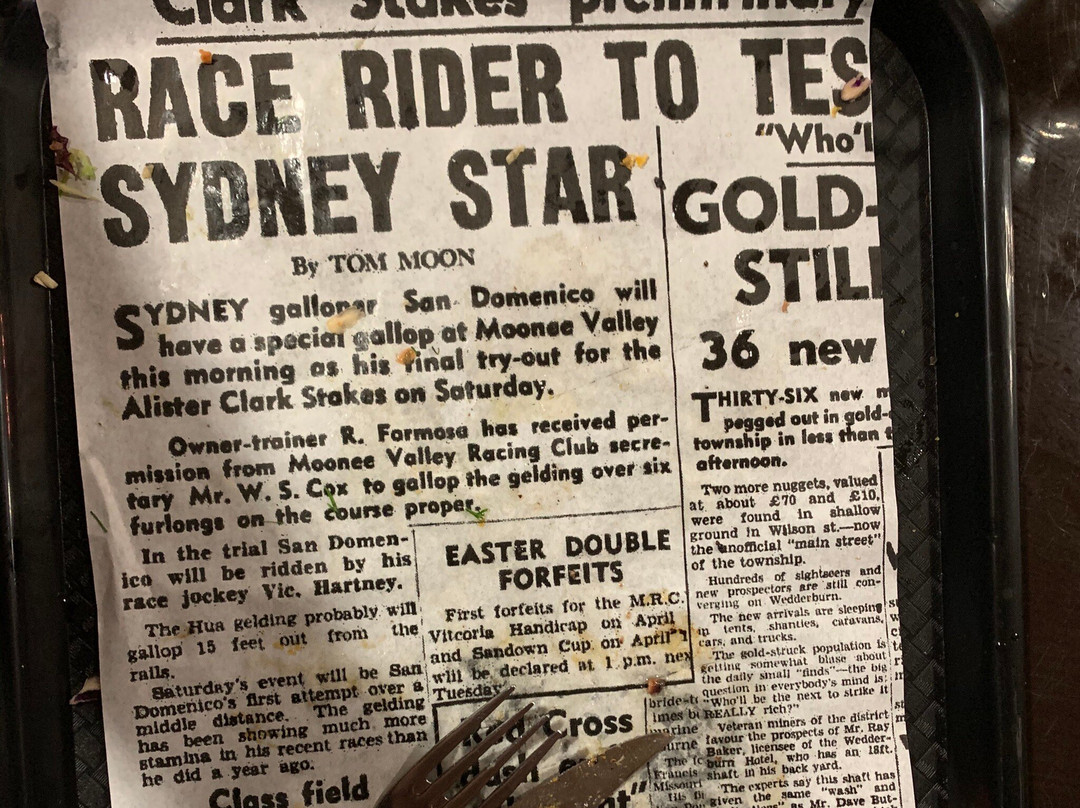 Clark Stakes preliminary
RACE RIDER TO TES
SYDNEY STAR
By TOM MOON
SYDNEY galloper San Domenico will
have a special gallop at Moonee Valley
this morning as his final try-out for the
Alister Clark Stakes on Saturday.
Owner-trainer R. Formosa has received per-
mission from Moonee Valley Racing Club secre-
tary Mr. W. S. Cox to gallop the gelding over six
furlongs on the course proper.
In the trial San Domen-
ico will be ridden by his
race jockey Vic. Hartney.
The Hua gelding probably will
gallop 15 feet out from the
rails.
Saturday's event will be San
Domenico's first attempt over a
middle distance. The gelding
has been showing much more
stamina in his recent races than
he did a year ago.
Class field
EASTER DOUBLE
FORFEITS
First forfeits for the M.R.C.
Vitcoria Handicap on April
and Sandown Cup on April
will be declared at 1 p.m. nex
Tuesday
Cross
"Who'l
GOLD-
STILL
36 new
THIRTY-SIX new m
pegged out in gold-
township in less than t
afternoon.
Two more nuggets, valued
at about £70 and £10,
were found in shallow
ground in Wilson st.—now
the unofficial "main street"
of the township.
Hundreds of sightseers and
new prospectors are still con-
verging on Wedderburn.
The new arrivals are sleeping
in tents, shanties, caravans,
cars, and trucks.
The gold-struck population is
getting somewhat blase about
the daily small "finds"—the big
question in everybody's mind is:
"Who'll be the next to strike it
REALLY rich?"
Veteran miners of the district
favour the prospects of Mr. Ray
Baker, licensee of the Wedder-
burn Hotel, who has an 18ft.
shaft in his back yard.
The experts say this shaft has
given the same "wash" and
as Mr. Dave But-
bride-t
imes b
arine
urne
The
Francis
Missouri
His